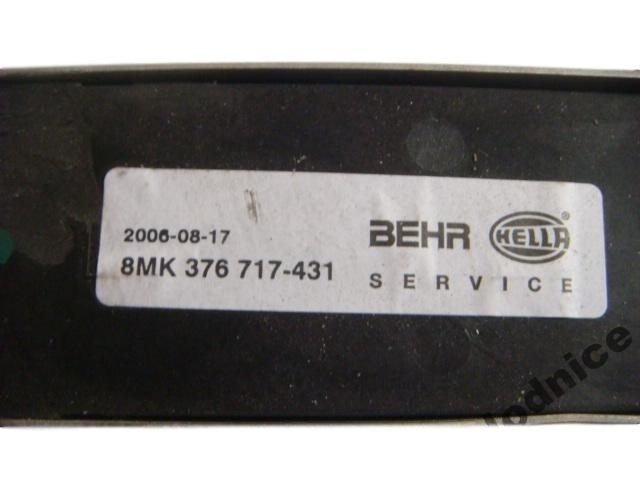 2006-08-17
8MK 376 717-431
BEHR HELLA®
SERVICE